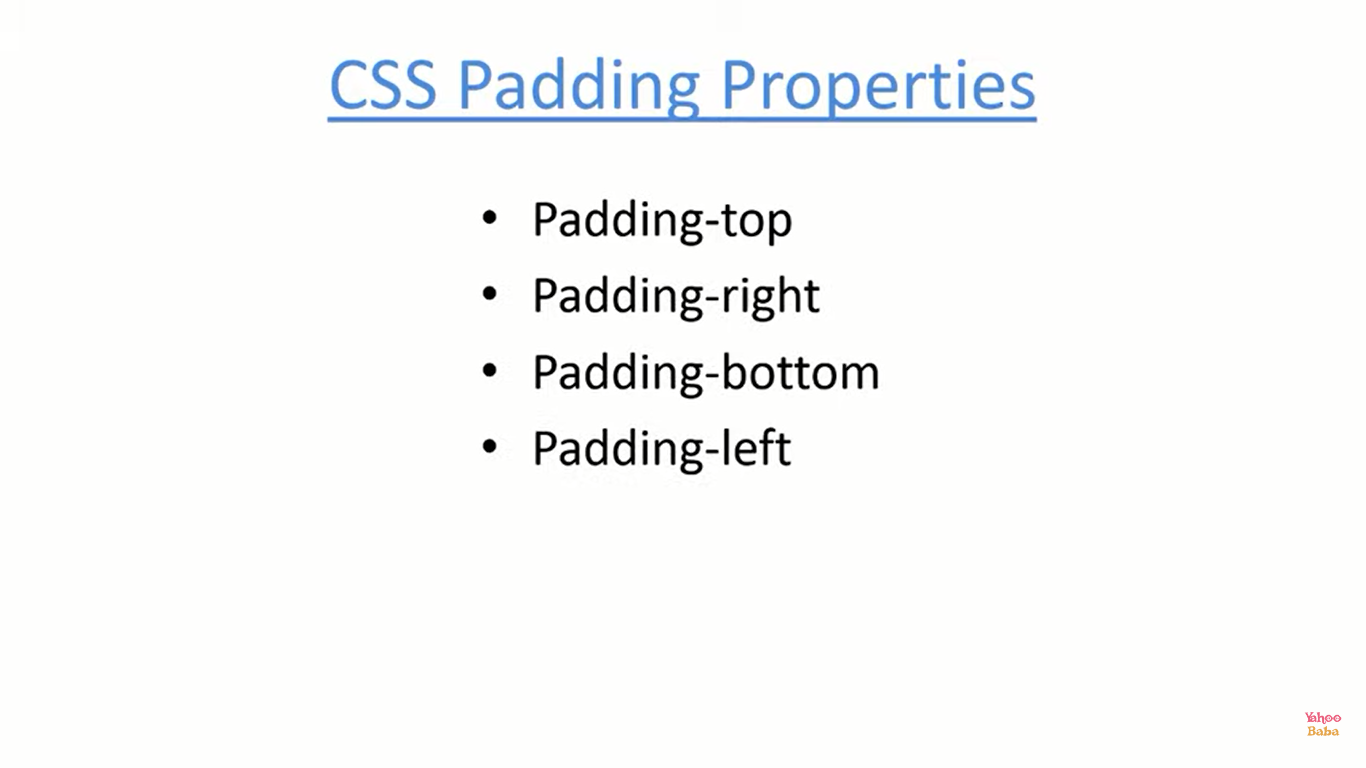 CSS Padding Properties
• Padding-top
• Padding-right
• Padding-bottom
• Padding-left
Yahoo
Baba